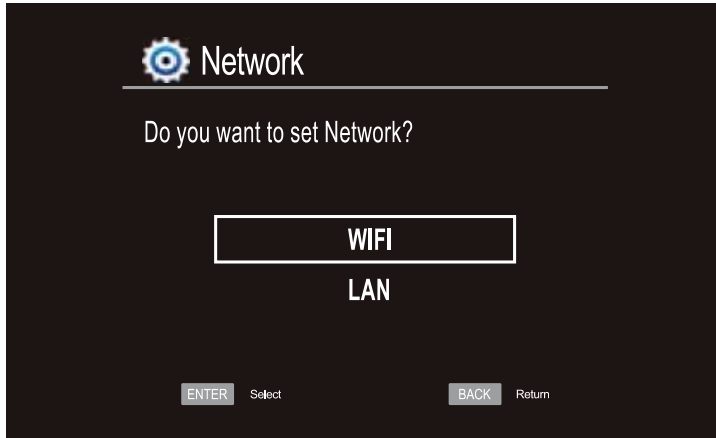 Network
Do you want to set Network?
WIFI
LAN
ENTER Select BACK Return